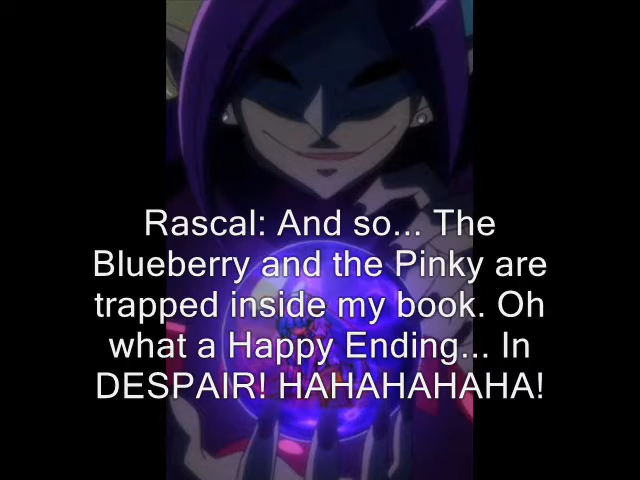 Rascal: And so... The
Blueberry and the Pinky are
trapped inside my book. Oh
what a Happy Ending... In
DESPAIR! HAHAHAHAHA!